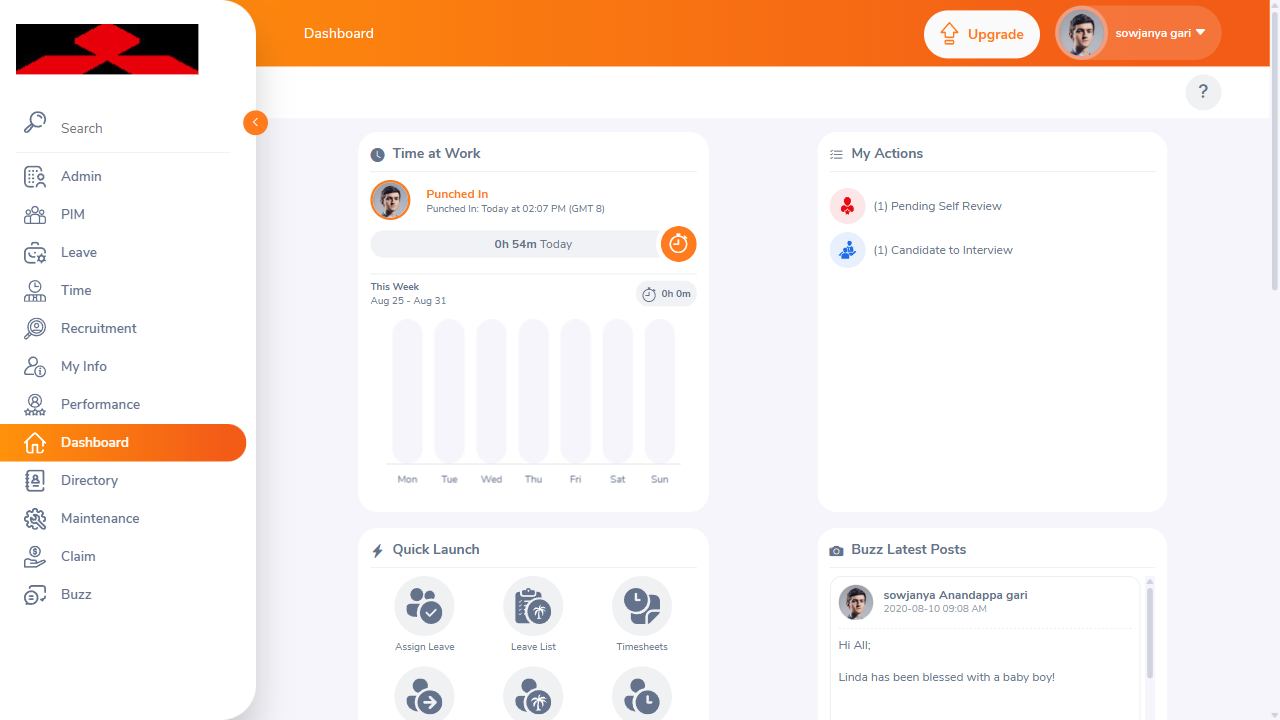 Dashboard
Upgrade
sowjanya gari
?
Search
Admin
PIM
Leave
Time
Recruitment
My Info
Performance
Dashboard
Directory
Maintenance
Claim
Buzz
Time at Work
Punched In
Punched In: Today at 02:07 PM (GMT 8)
0h 54m Today
This Week
Aug 25 - Aug 31
0h 0m
Mon Tue Wed Thu Fri Sat Sun
My Actions
(1) Pending Self Review
(1) Candidate to Interview
Quick Launch
Assign Leave
Leave List
Timesheets
Buzz Latest Posts
sowjanya Anandappa gari
2020-08-10 09:08 AM
Hi All;
Linda has been blessed with a baby boy!